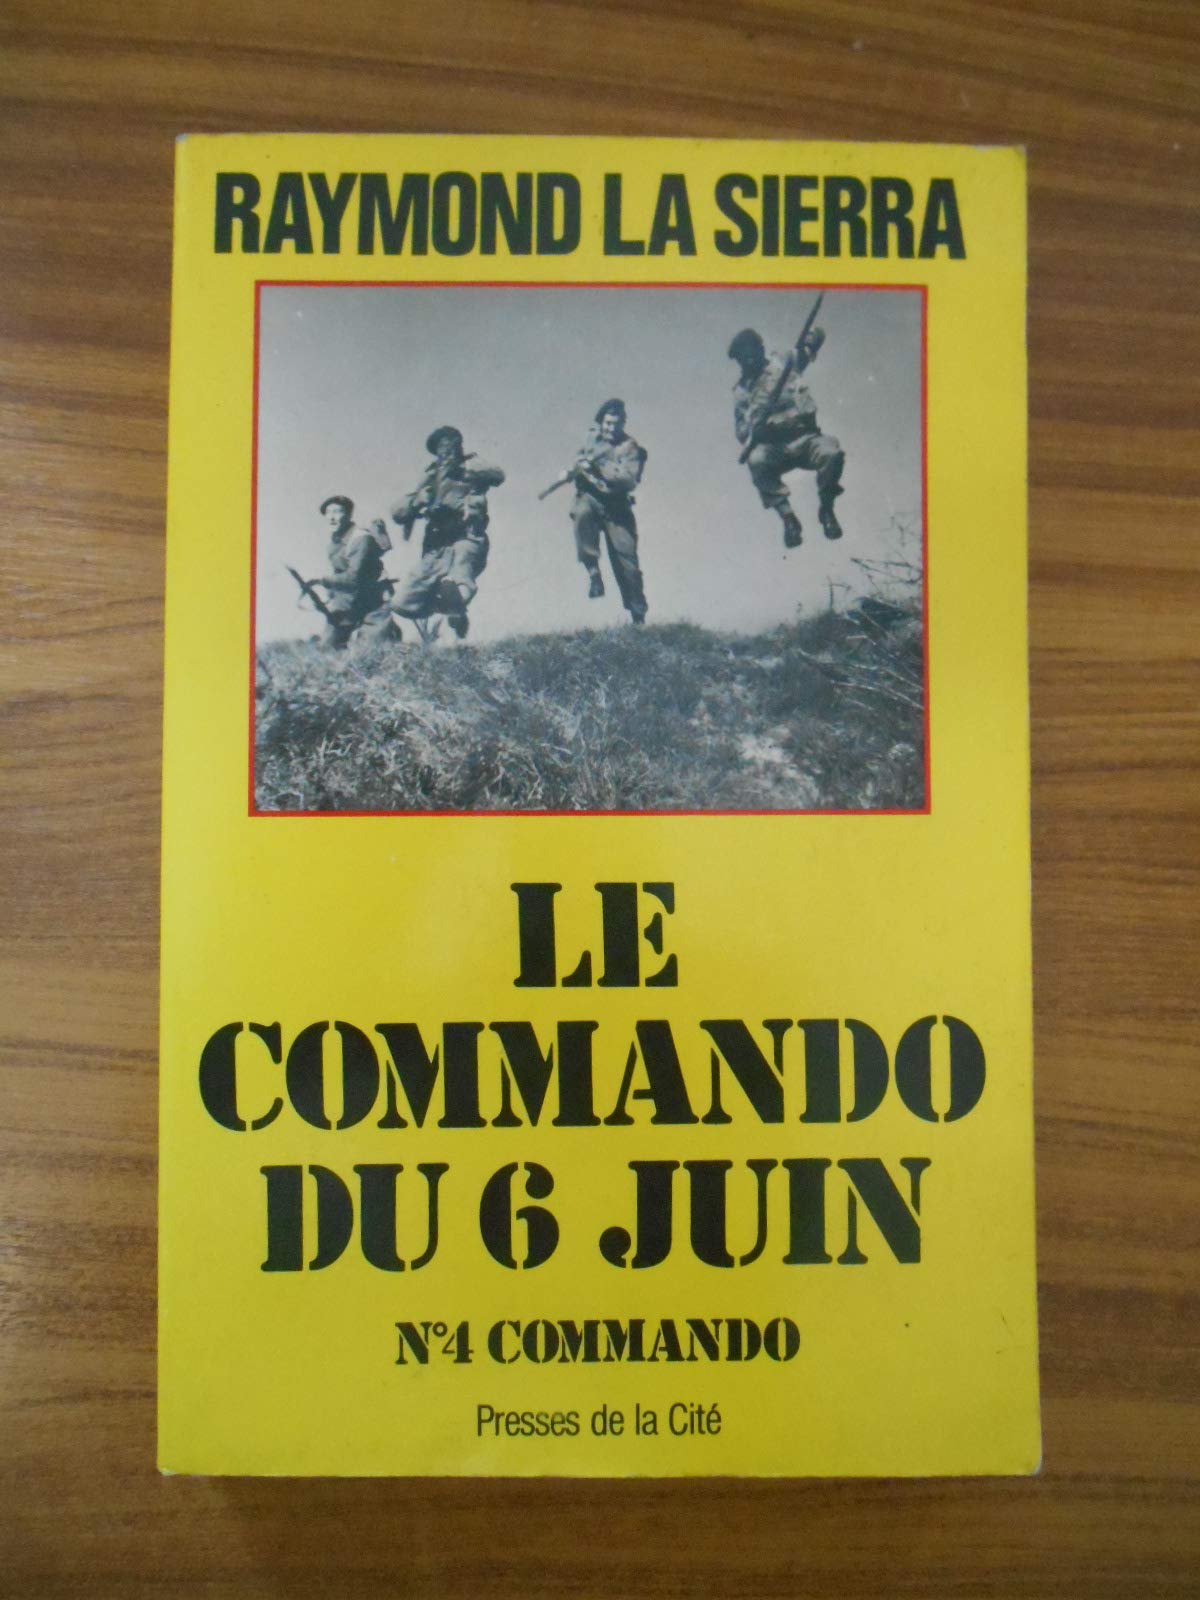 RAYMOND LA SIERRA
LE
COMMANDO
DU 6 JUIN
N°4 COMMANDO
Presses de la Cité